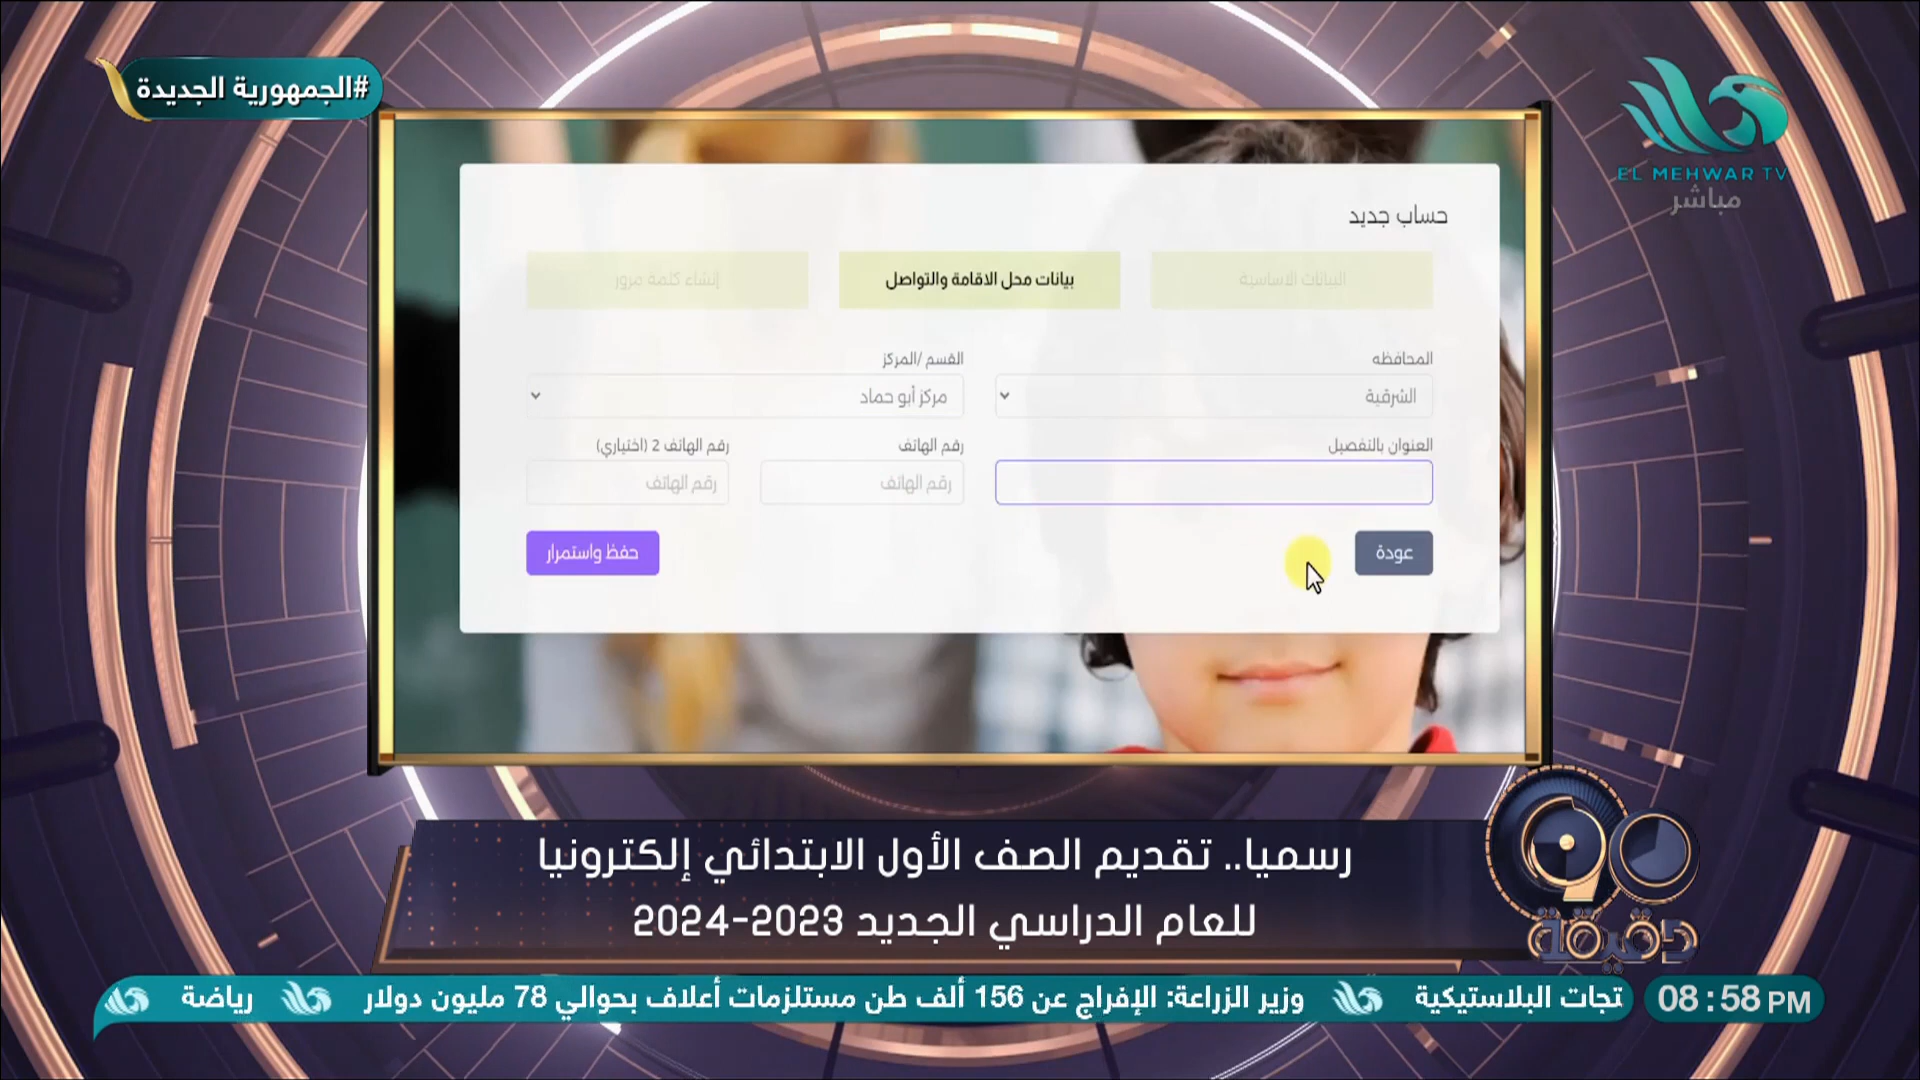 #الجمهورية الجديدة
EL MEHWAR TV
مباشر
حساب جديد
البيانات الاساسية
بيانات محل الاقامة والتواصل
إنشاء كلمة مرور
المحافظه
القسم /المركز
الشرقية
مركز أبو حماد
العنوان بالتفصيل
رقم الهاتف
رقم الهاتف 2 (اختياري)
رقم الهاتف
رقم الهاتف
عودة
حفظ واستمرار
رسميا.. تقديم الصف الأول الابتدائي إلكترونيا
للعام الدراسي الجديد 2023-2024
90
دقيقة
08:58 PM
تجات البلاستيكية
وزير الزراعة: الإفراج عن 156 ألف طن مستلزمات أعلاف بحوالي 78 مليون دولار
رياضة